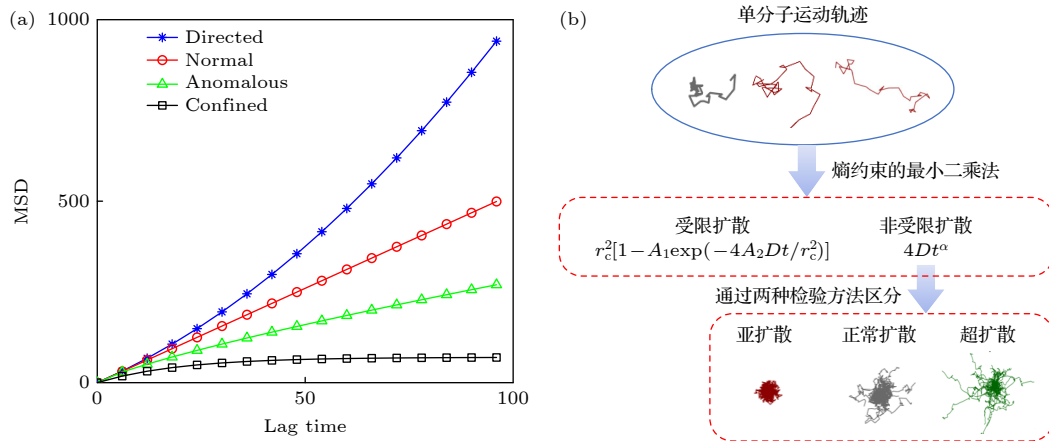 (a)
1000
500
0
MSD
Directed
Normal
Anomalous
Confined
0
50
100
Lag time
(b)
单分子运动轨迹
熵约束的最小二乘法
受限扩散
r_c^2[1−A_1exp(−4A_2Dt/r_c^2)]
非受限扩散
4Dt^α
通过两种检验方法区分
亚扩散
正常扩散
超扩散